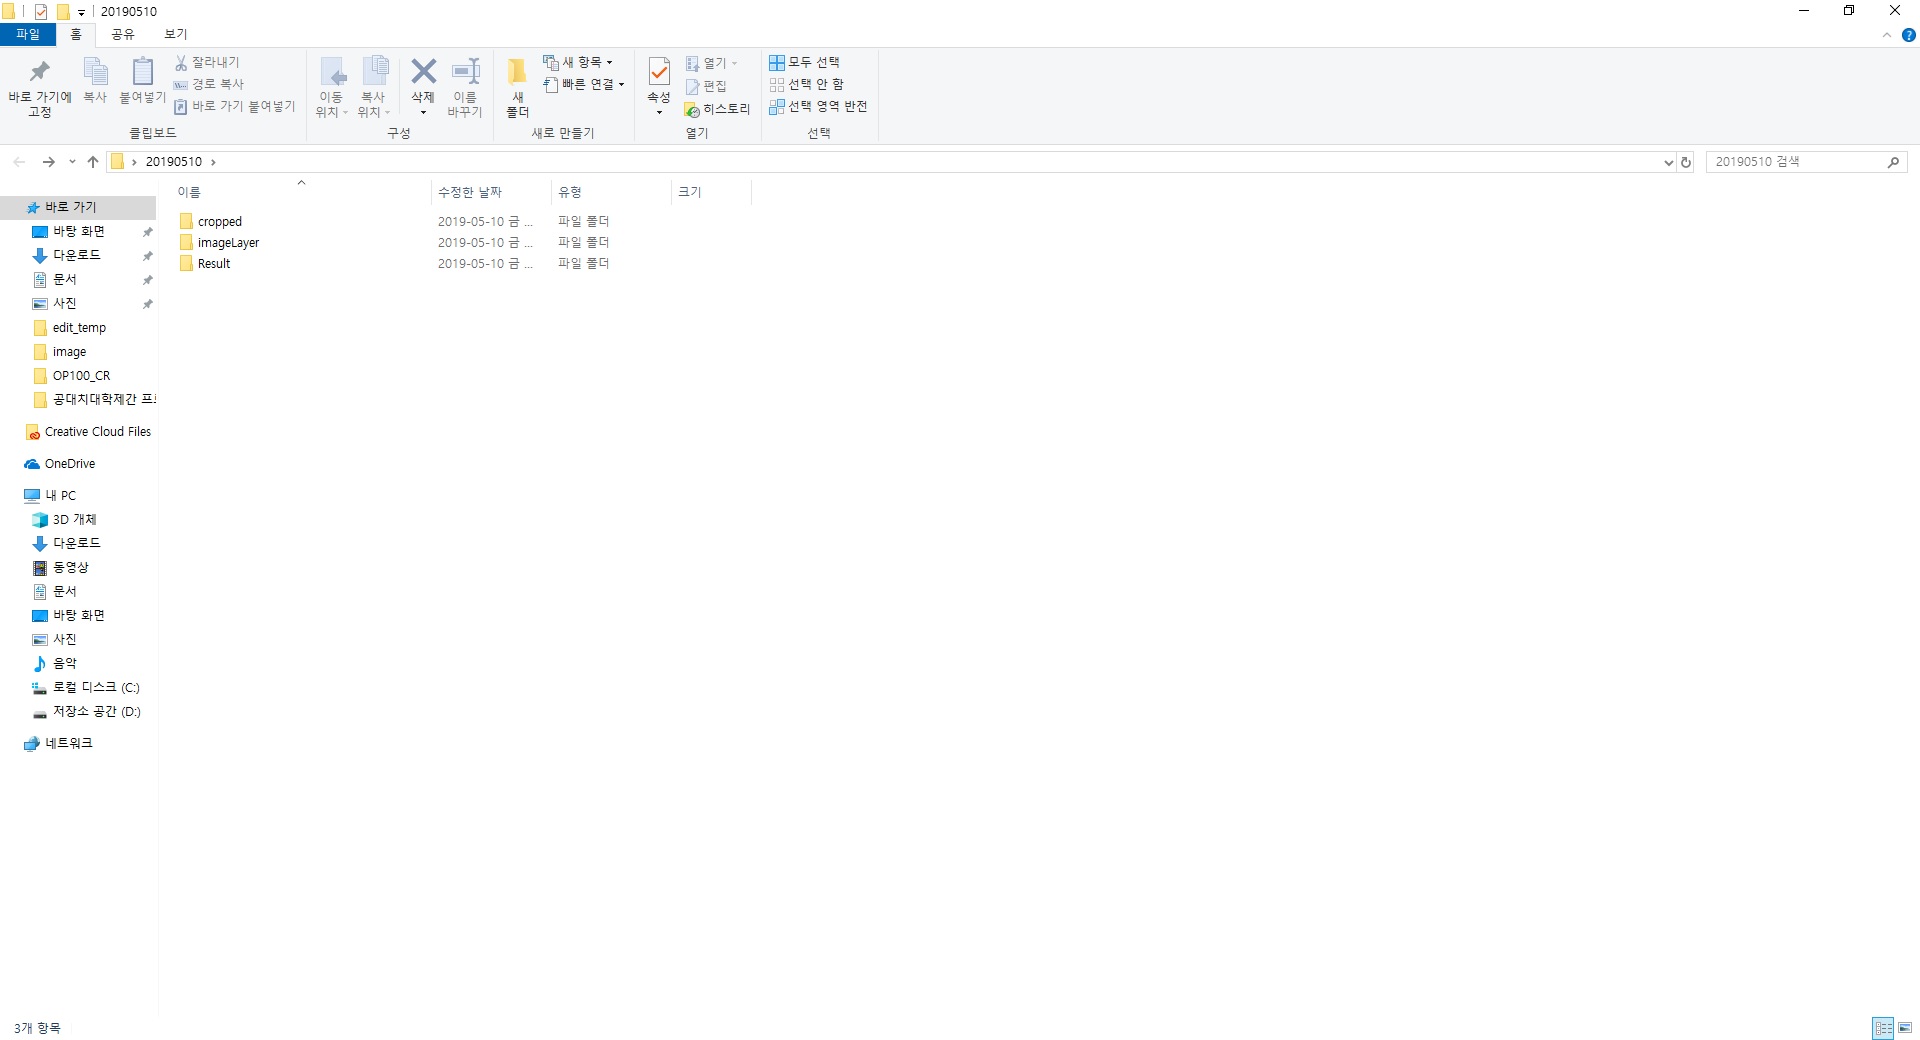 20190510
파일 홈 공유 보기
바로 가기에 고정
복사
붙여넣기
잘라내기
경로 복사
바로 가기 붙여넣기
클립보드
이동 위치
복사 위치
삭제
이름 바꾸기
구성
새 폴더
새 항목
빠른 연결
새로 만들기
속성
열기
편집
히스토리
열기
모두 선택
선택 안 함
선택 영역 반전
선택
20190510
20190510 검색
이름 수정한 날짜 유형 크기
cropped 2019-05-10 금 ... 파일 폴더
imageLayer 2019-05-10 금 ... 파일 폴더
Result 2019-05-10 금 ... 파일 폴더
바로 가기
바탕 화면
다운로드
문서
사진
edit_temp
image
OP100_CR
공대치대학제간 프
Creative Cloud Files
OneDrive
내 PC
3D 개체
다운로드
동영상
문서
바탕 화면
사진
음악
로컬 디스크 (C:)
저장소 공간 (D:)
네트워크
3개 항목